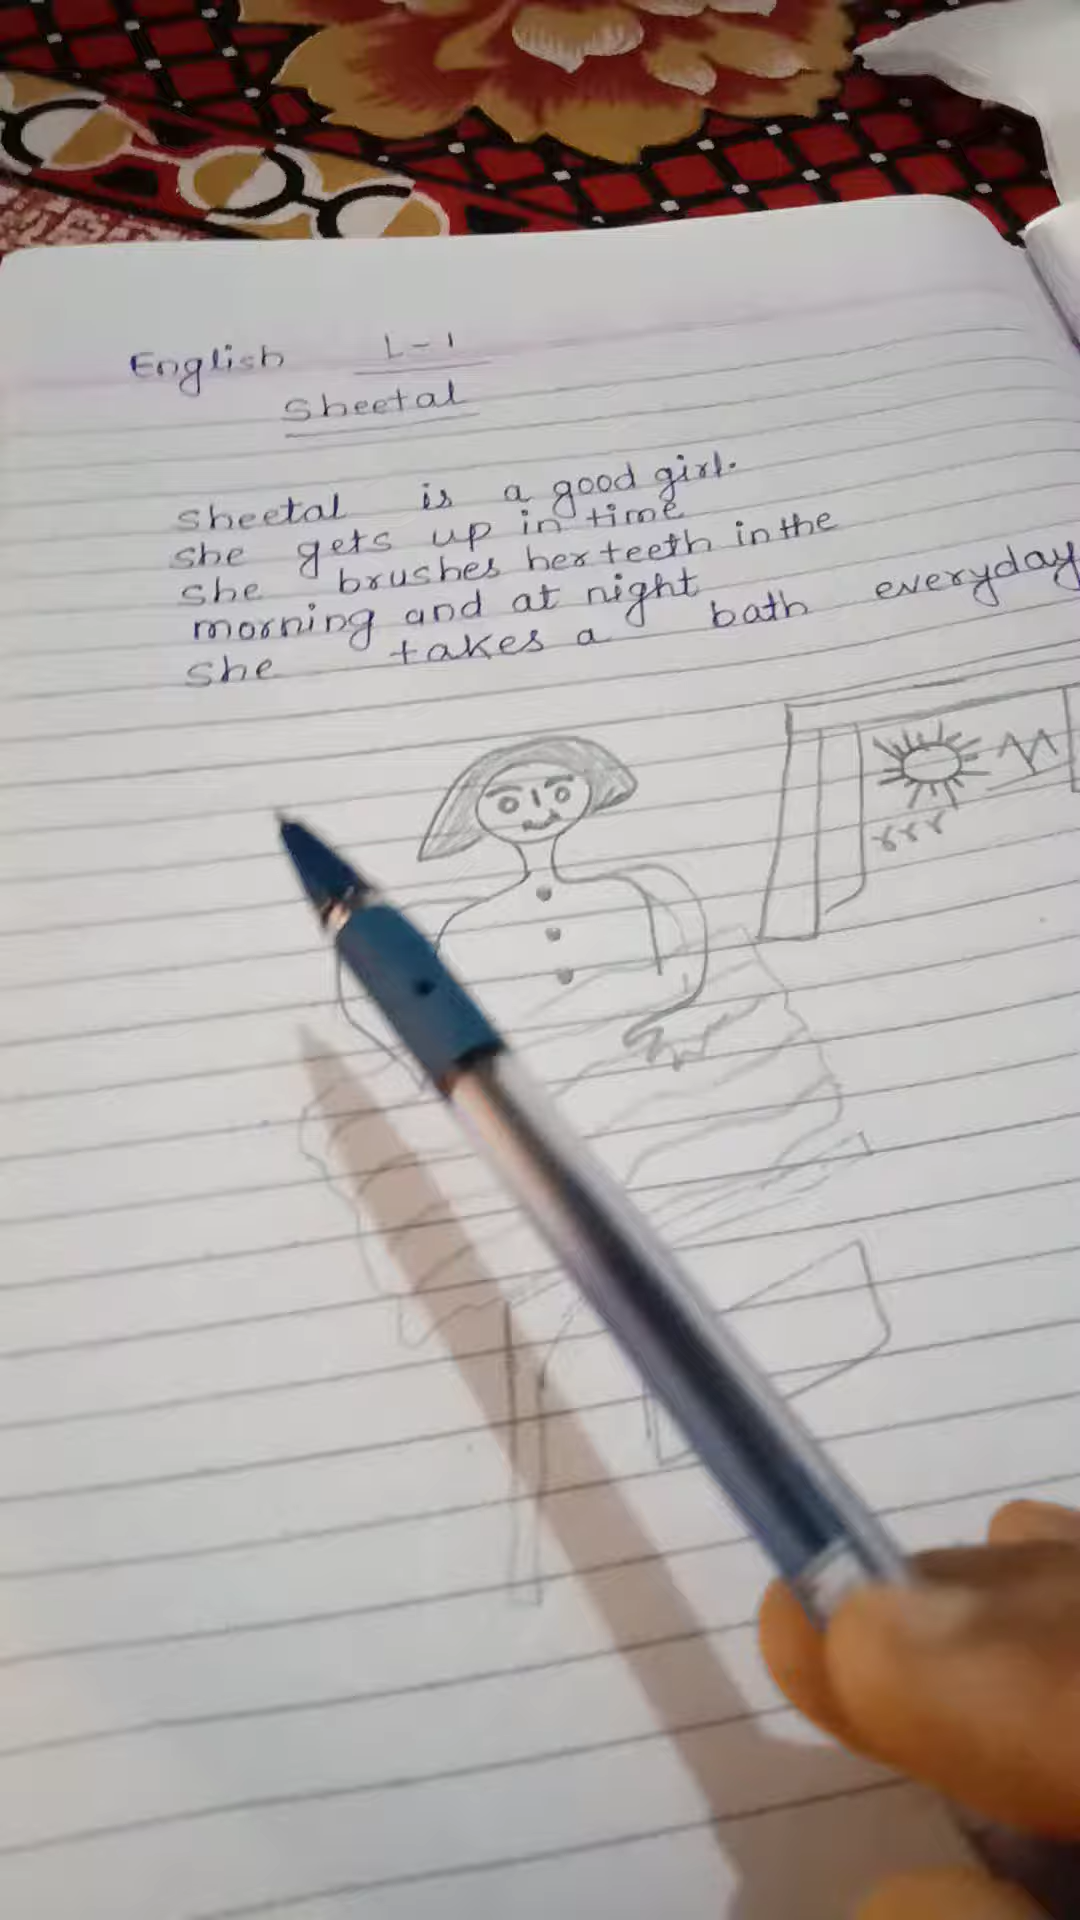 English L-1
Sheetal
Sheetal is a good girl.
she gets up in time
she brushes her teeth in the
morning and at night
she takes a bath everyday